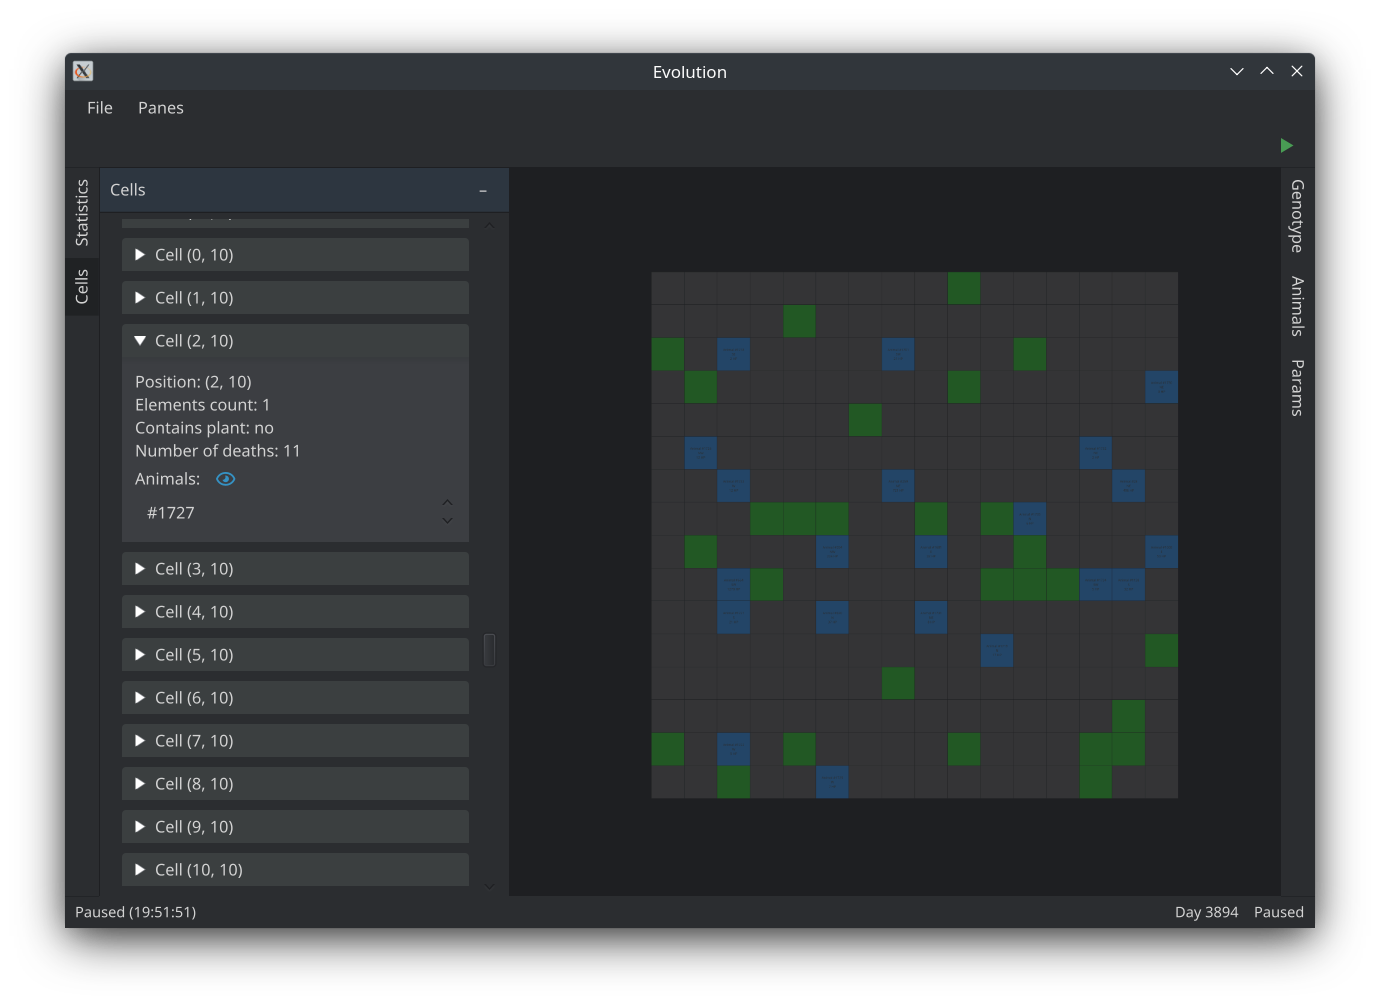 Evolution
File Panes
Statistics
Cells
Cells
Cell (0, 10)
Cell (1, 10)
Cell (2, 10)
Position: (2, 10)
Elements count: 1
Contains plant: no
Number of deaths: 11
Animals:
#1727
Cell (3, 10)
Cell (4, 10)
Cell (5, 10)
Cell (6, 10)
Cell (7, 10)
Cell (8, 10)
Cell (9, 10)
Cell (10, 10)
Genotype
Animals
Params
Paused (19:51:51)
Day 3894 Paused